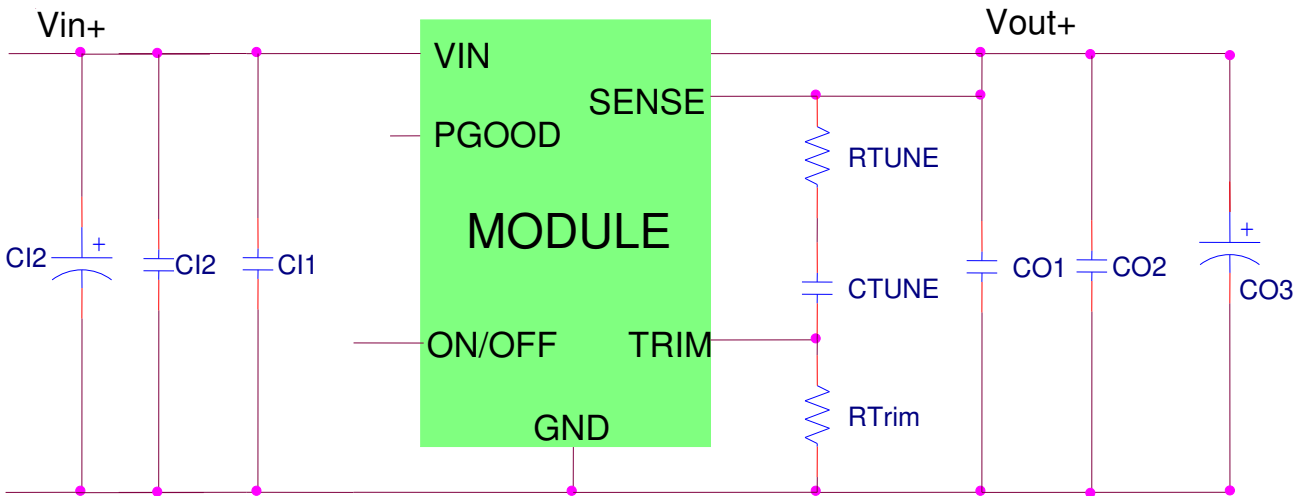 Vin+
Vout+
VIN
SENSE
PGOOD
RTUNE
MODULE
+
CI2
CI2
CI1
CTUNE
CO1
CO2
+
CO3
ON/OFF
TRIM
RTrim
GND